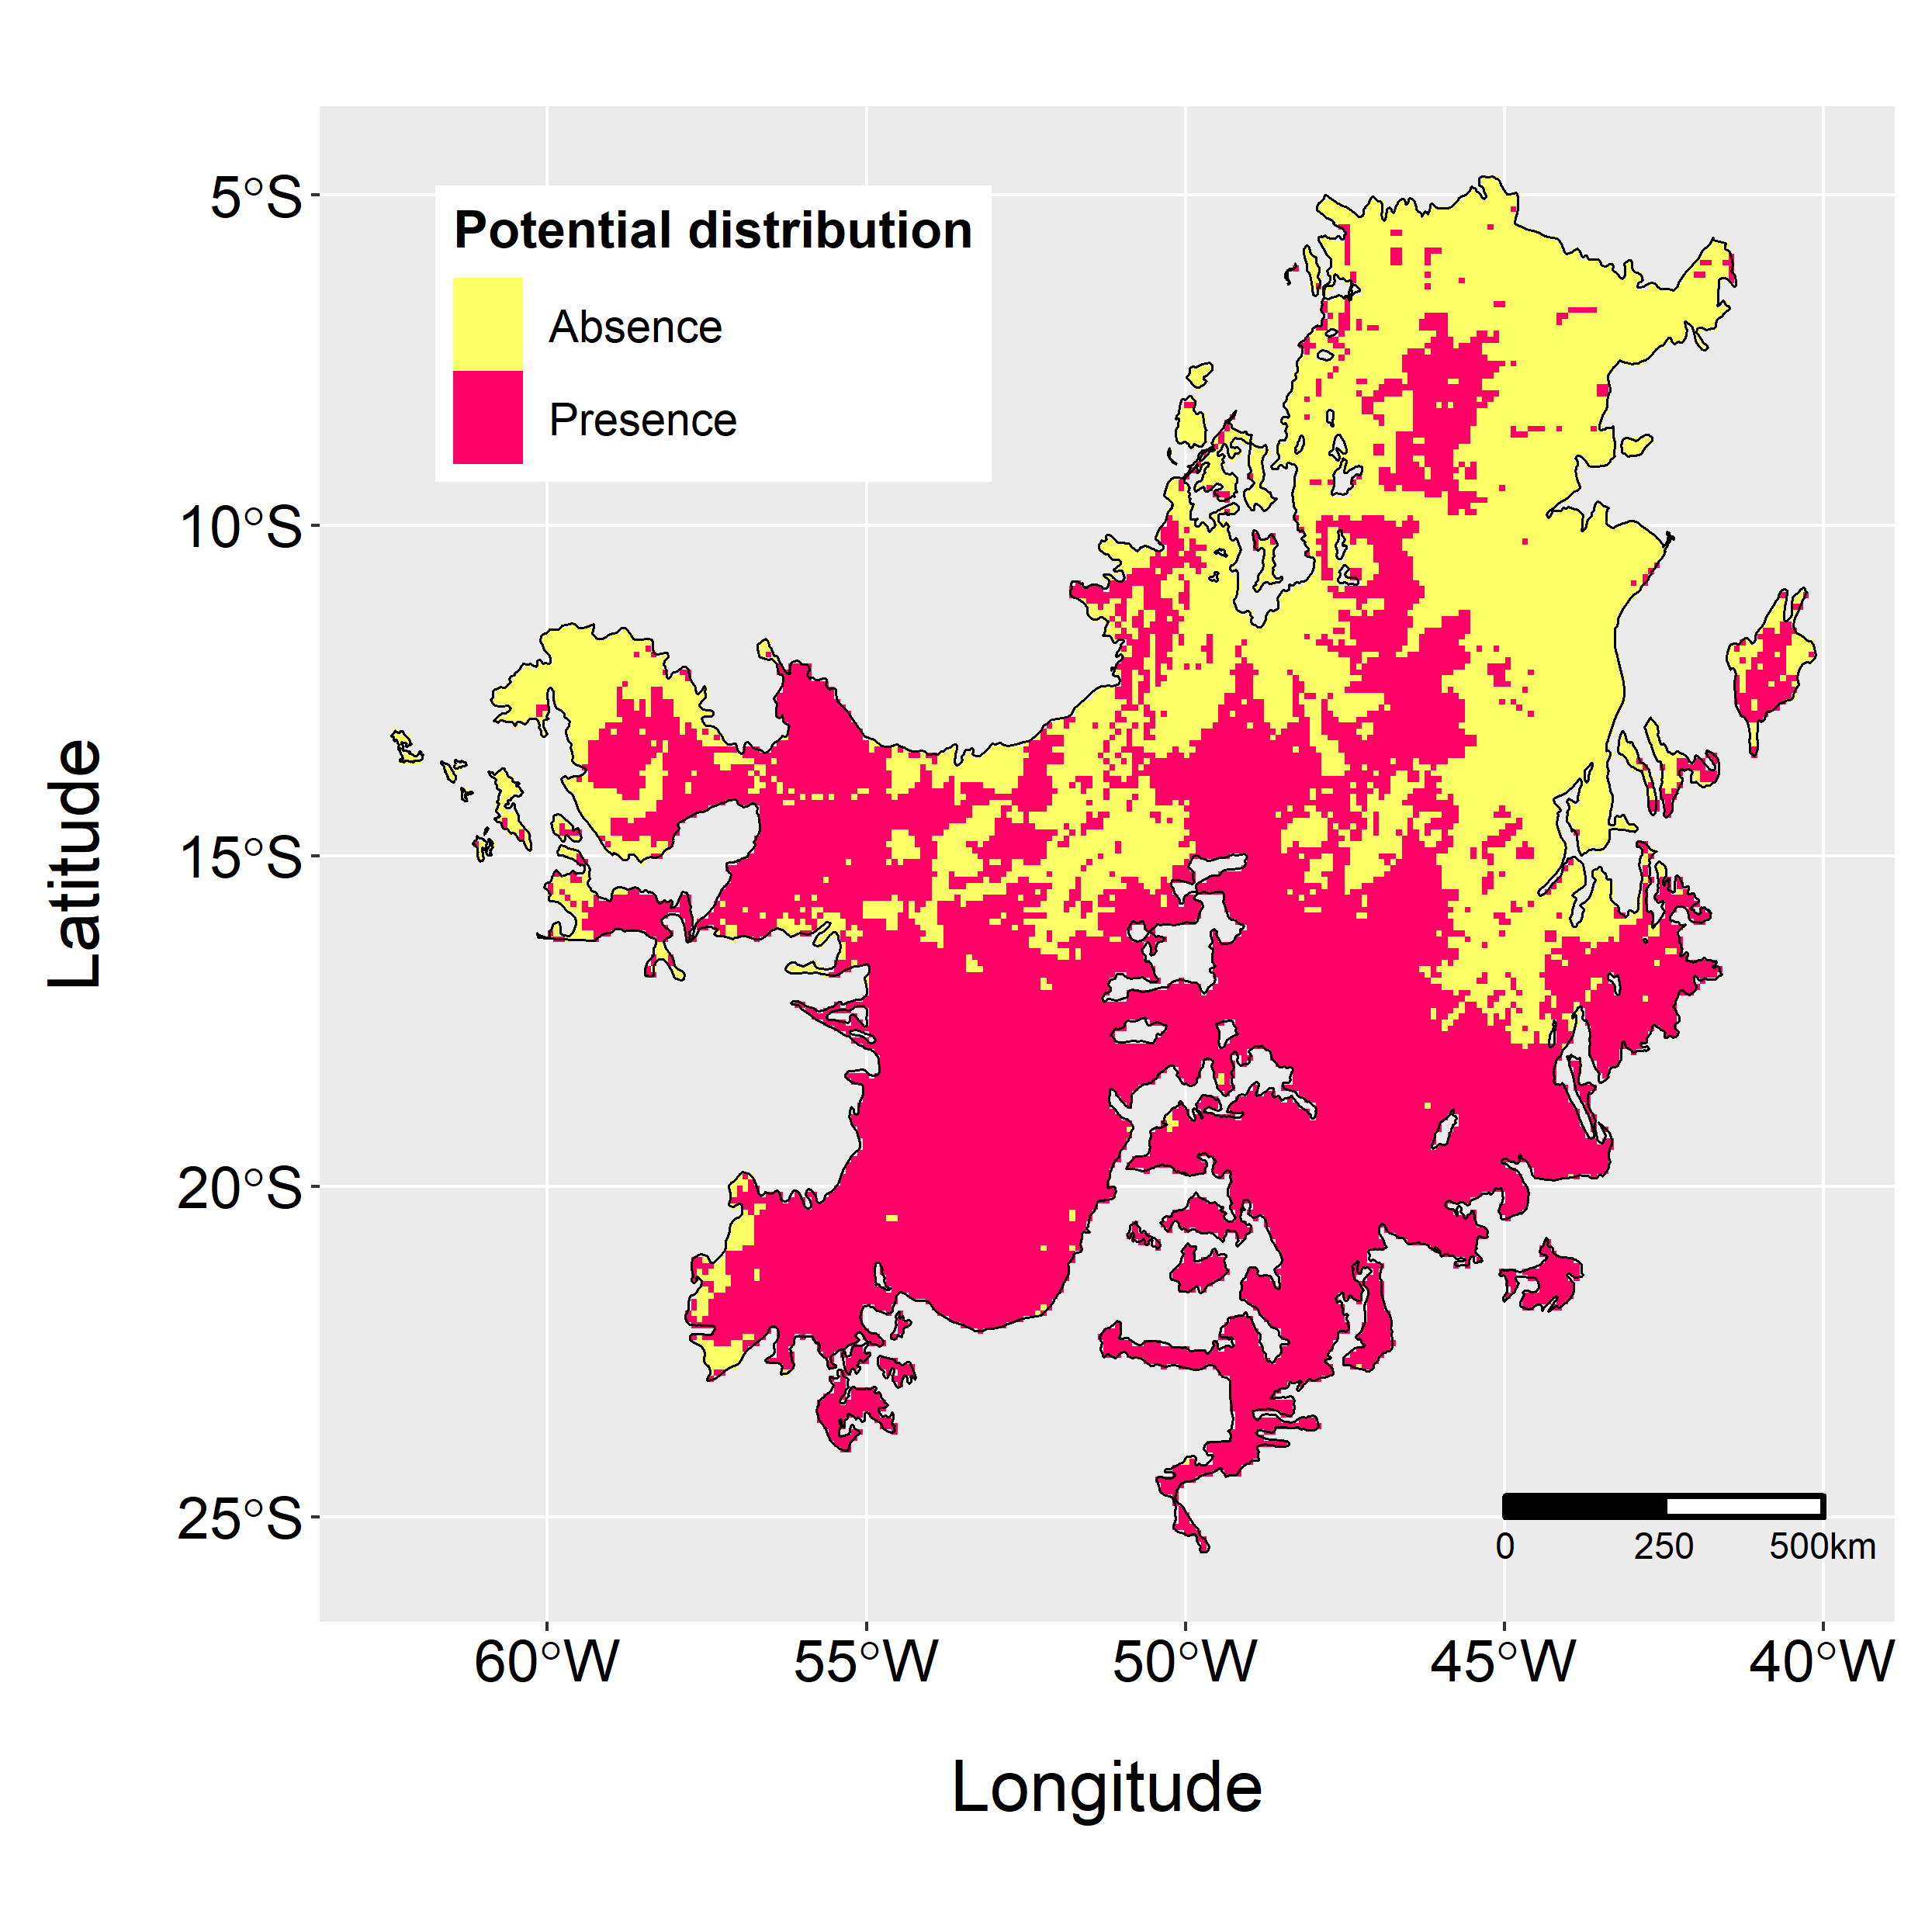 Potential distribution
Absence
Presence
5°S
10°S
15°S
20°S
25°S
Latitude
0 250 500km
60°W 55°W 50°W 45°W 40°W
Longitude